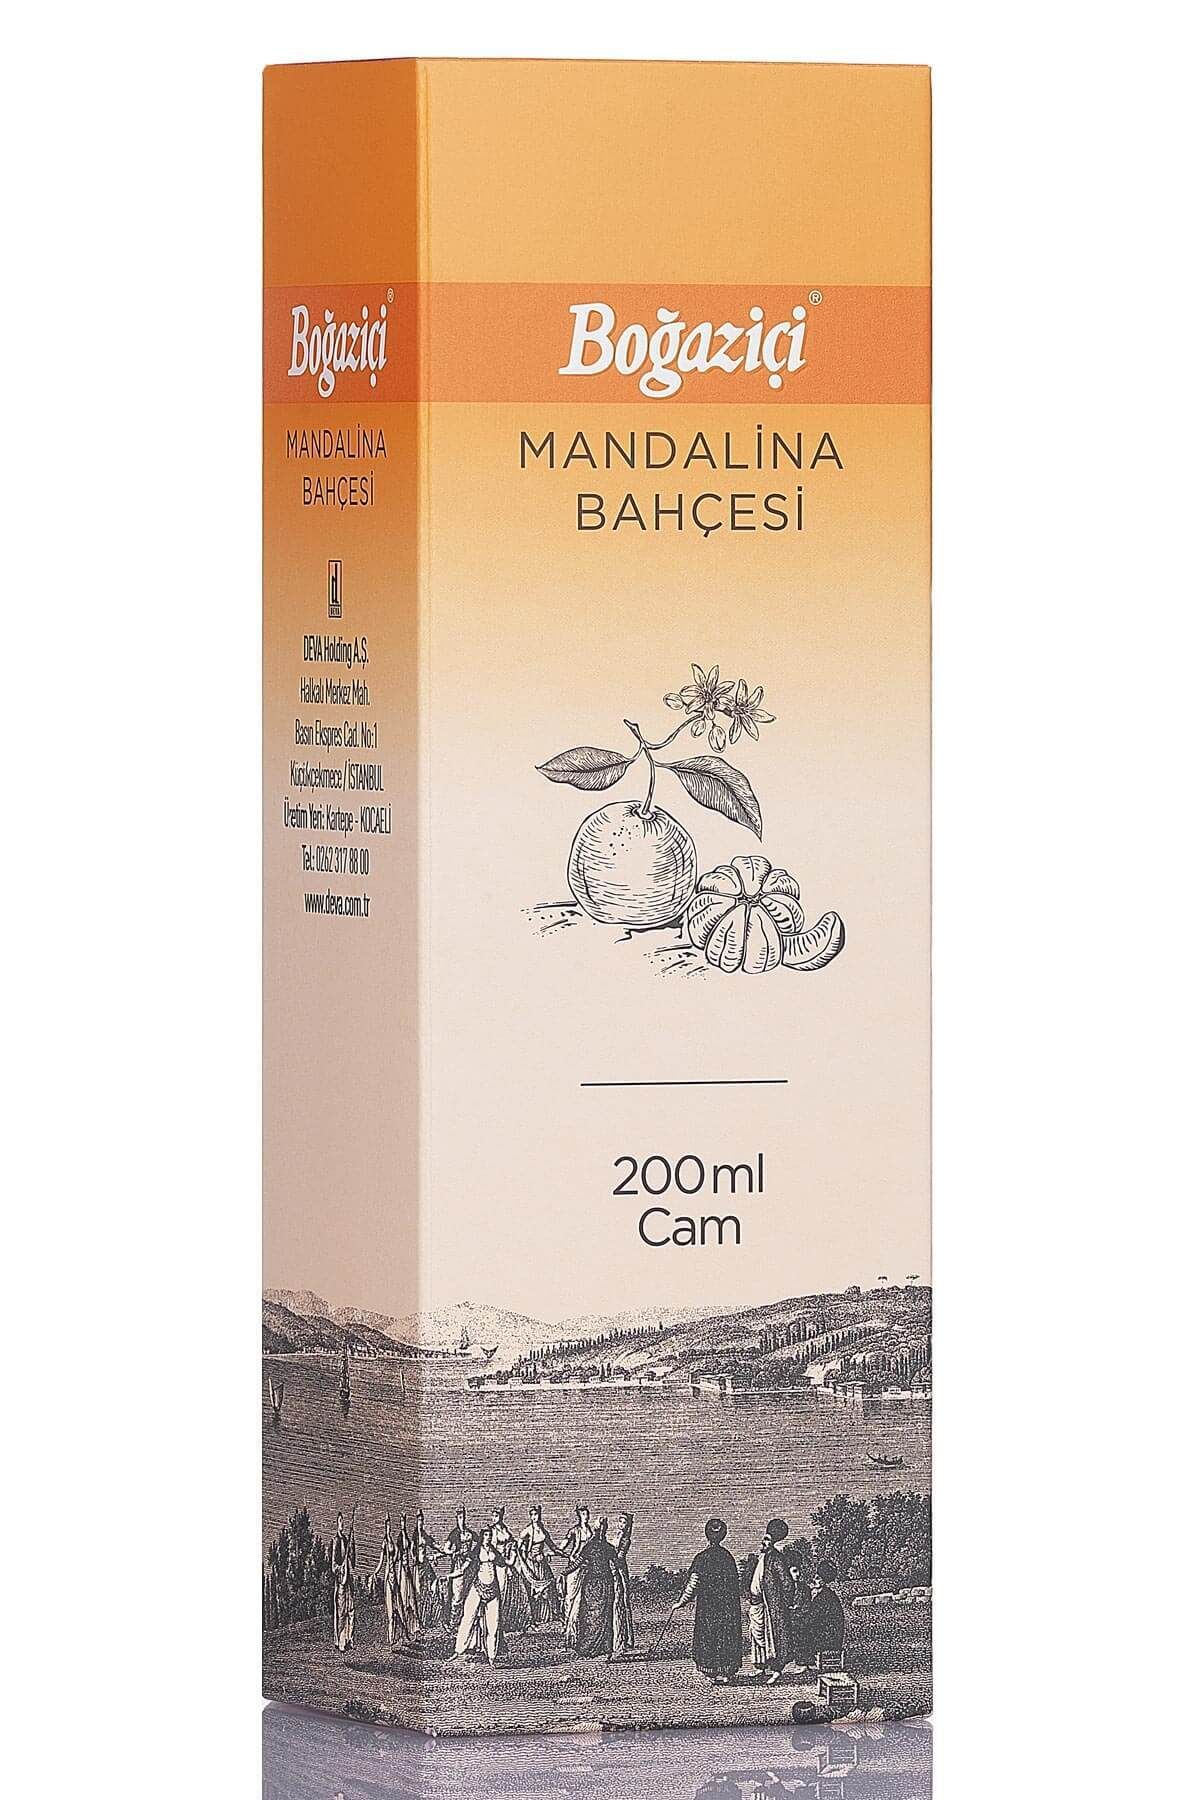 Boğaziçi®
MANDALİNA
BAHÇESİ
DEVA
DEVA Holding A.Ş.
Halkalı Merkez Mah.
Basın Ekspres Cad. No:1
Küçükçekmece / İSTANBUL
Üretim Yeri: Kartepe - KOCAELİ
Tel.: 0262 317 88 00
www.deva.com.tr
Boğaziçi®
MANDALİNA
BAHÇESİ
200ml
Cam